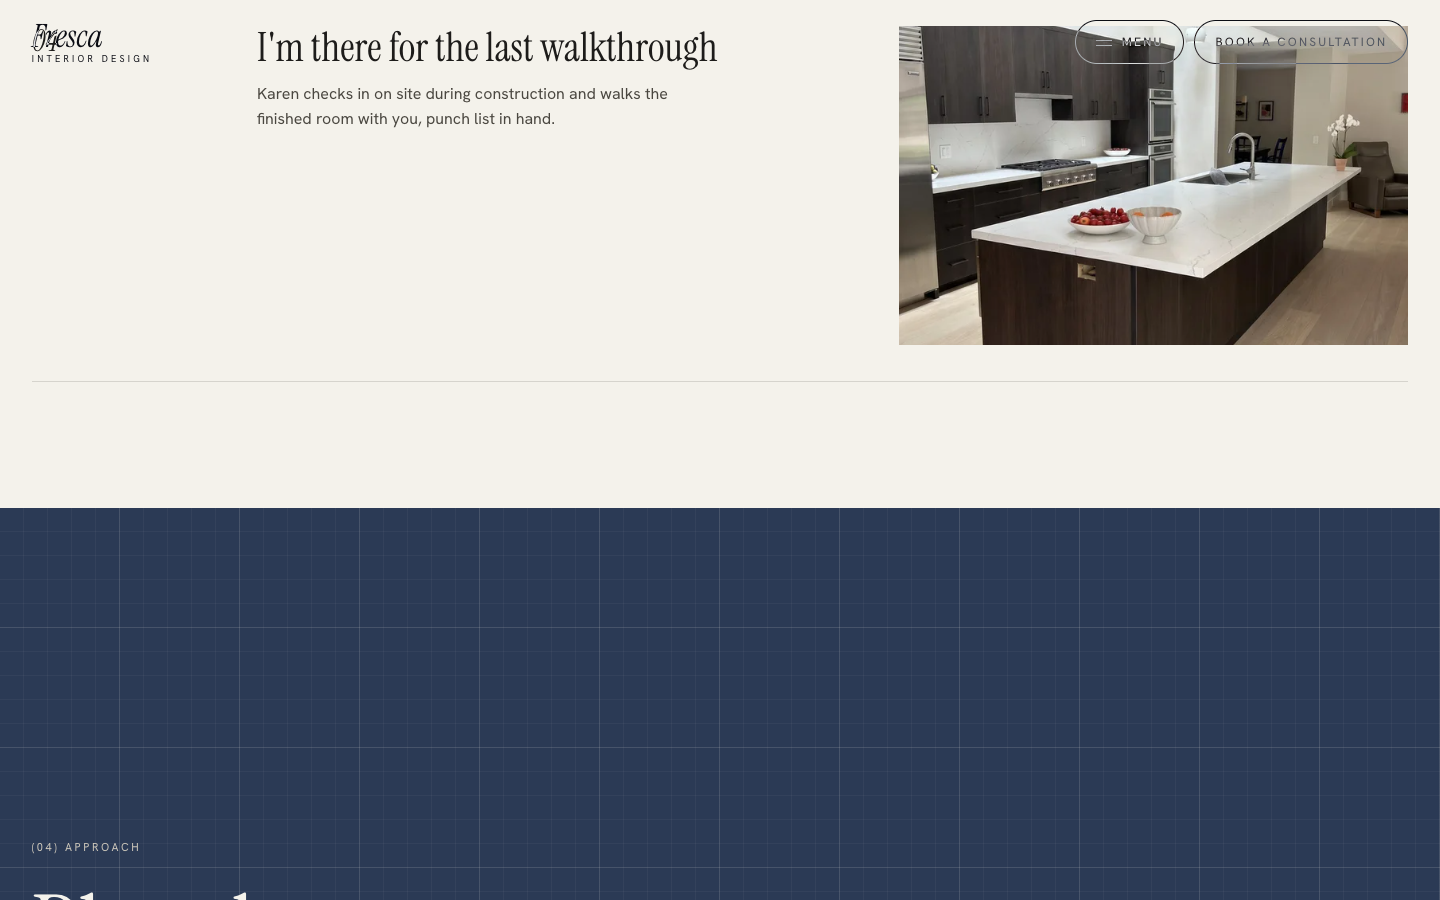 Fresca
INTERIOR DESIGN
I'm there for the last walkthrough
MENU
BOOK A CONSULTATION
Karen checks in on site during construction and walks the
finished room with you, punch list in hand.
(04) APPROACH